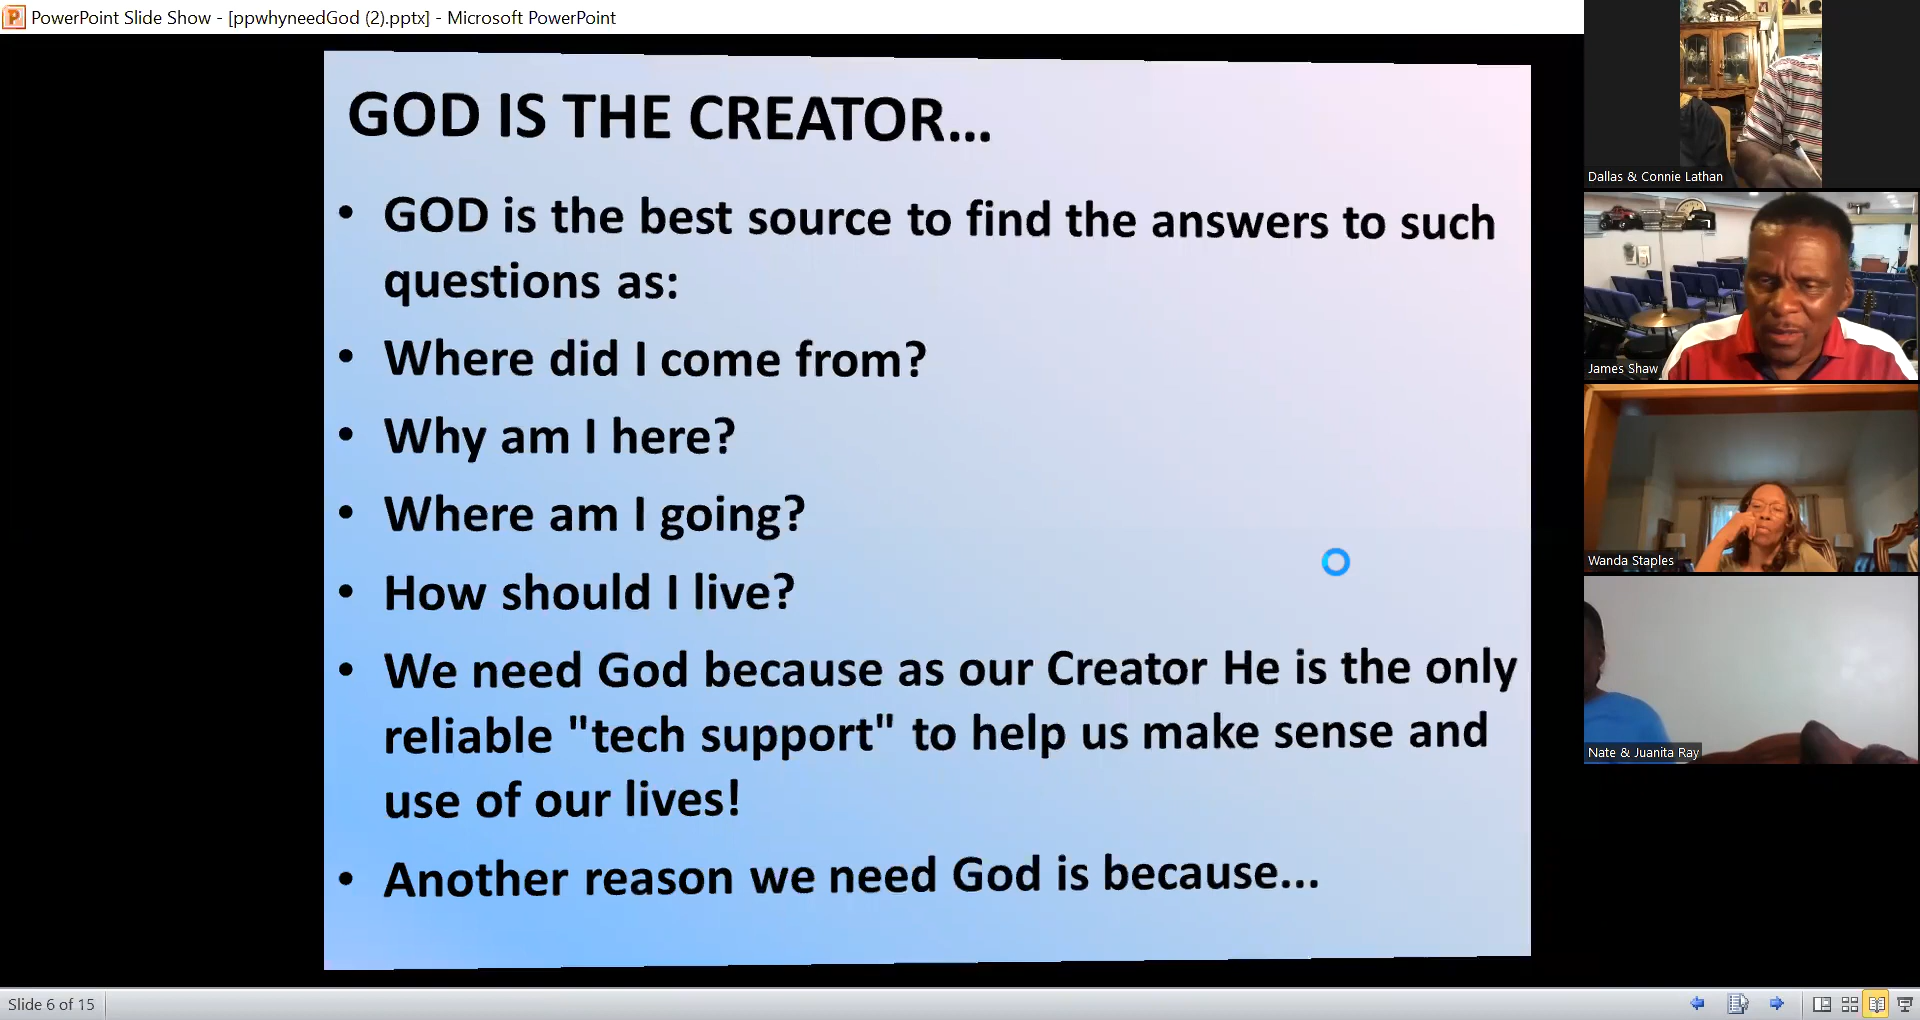 PowerPoint Slide Show - [ppwhyneedGod (2).pptx] - Microsoft PowerPoint
GOD IS THE CREATOR...
• GOD is the best source to find the answers to such
questions as:
• Where did I come from?
• Why am I here?
• Where am I going?
• How should I live?
• We need God because as our Creator He is the only
reliable "tech support" to help us make sense and
use of our lives!
• Another reason we need God is because...
Dallas & Connie Lathan
James Shaw
Wanda Staples
Nate & Juanita Ray
Slide 6 of 15